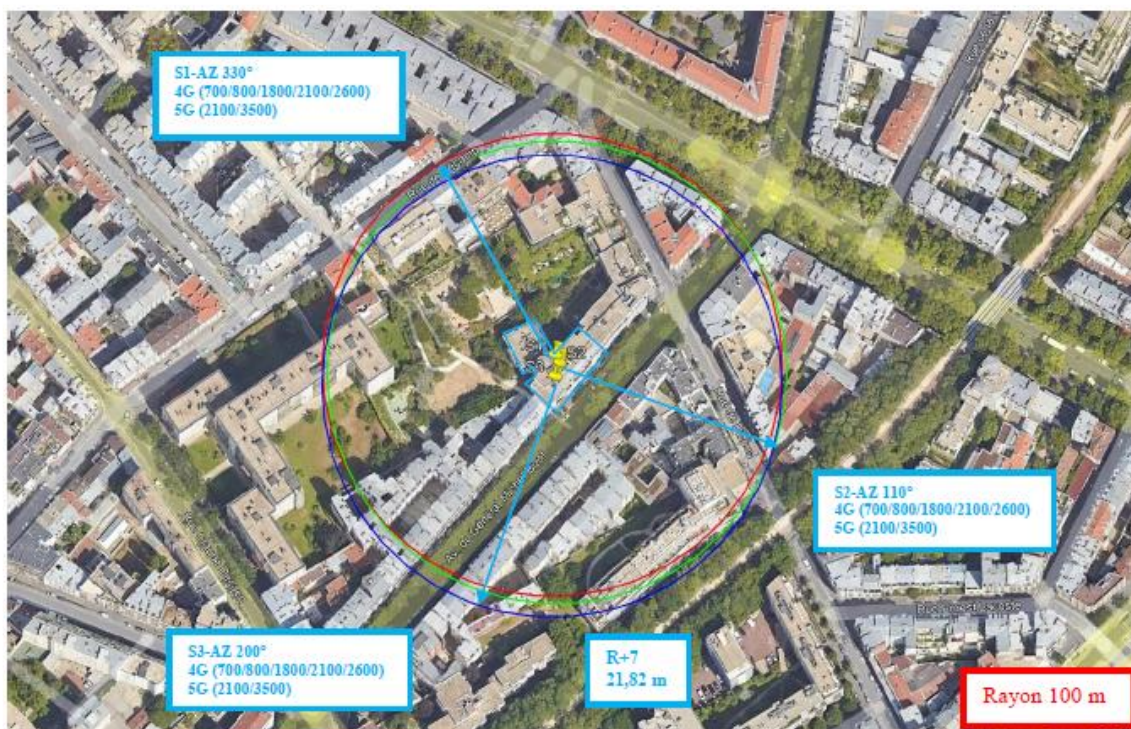 S1-AZ 330°
4G (700/800/1800/2100/2600)
5G (2100/3500)
S2-AZ 110°
4G (700/800/1800/2100/2600)
5G (2100/3500)
S3-AZ 200°
4G (700/800/1800/2100/2600)
5G (2100/3500)
R+7
21,82 m
Rayon 100 m